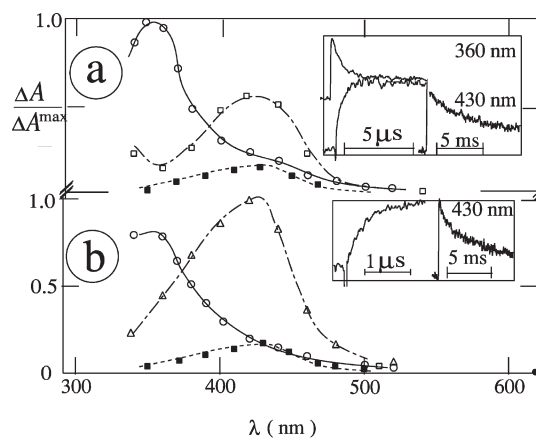 1.0
a
ΔA
ΔA^max
360 nm
430 nm
5 μs
5 ms
1.0
b
0.5
0
430 nm
1 μs
5 ms
300
400
500
600
λ ( nm )